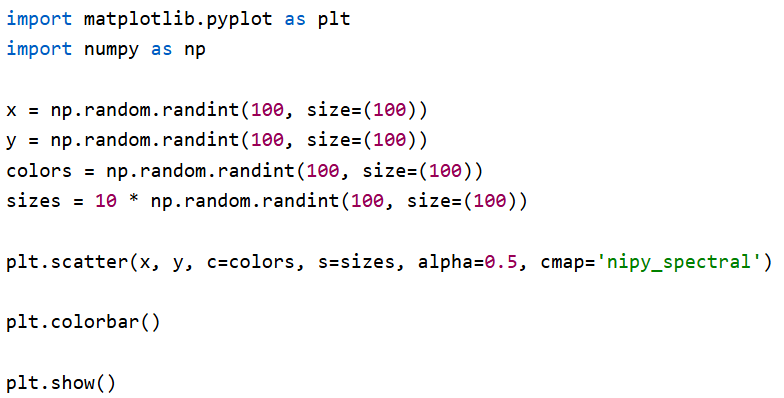 import matplotlib.pyplot as plt
import numpy as np
x = np.random.randint(100, size=(100))
y = np.random.randint(100, size=(100))
colors = np.random.randint(100, size=(100))
sizes = 10 * np.random.randint(100, size=(100))
plt.scatter(x, y, c=colors, s=sizes, alpha=0.5, cmap='nipy_spectral')
plt.colorbar()
plt.show()